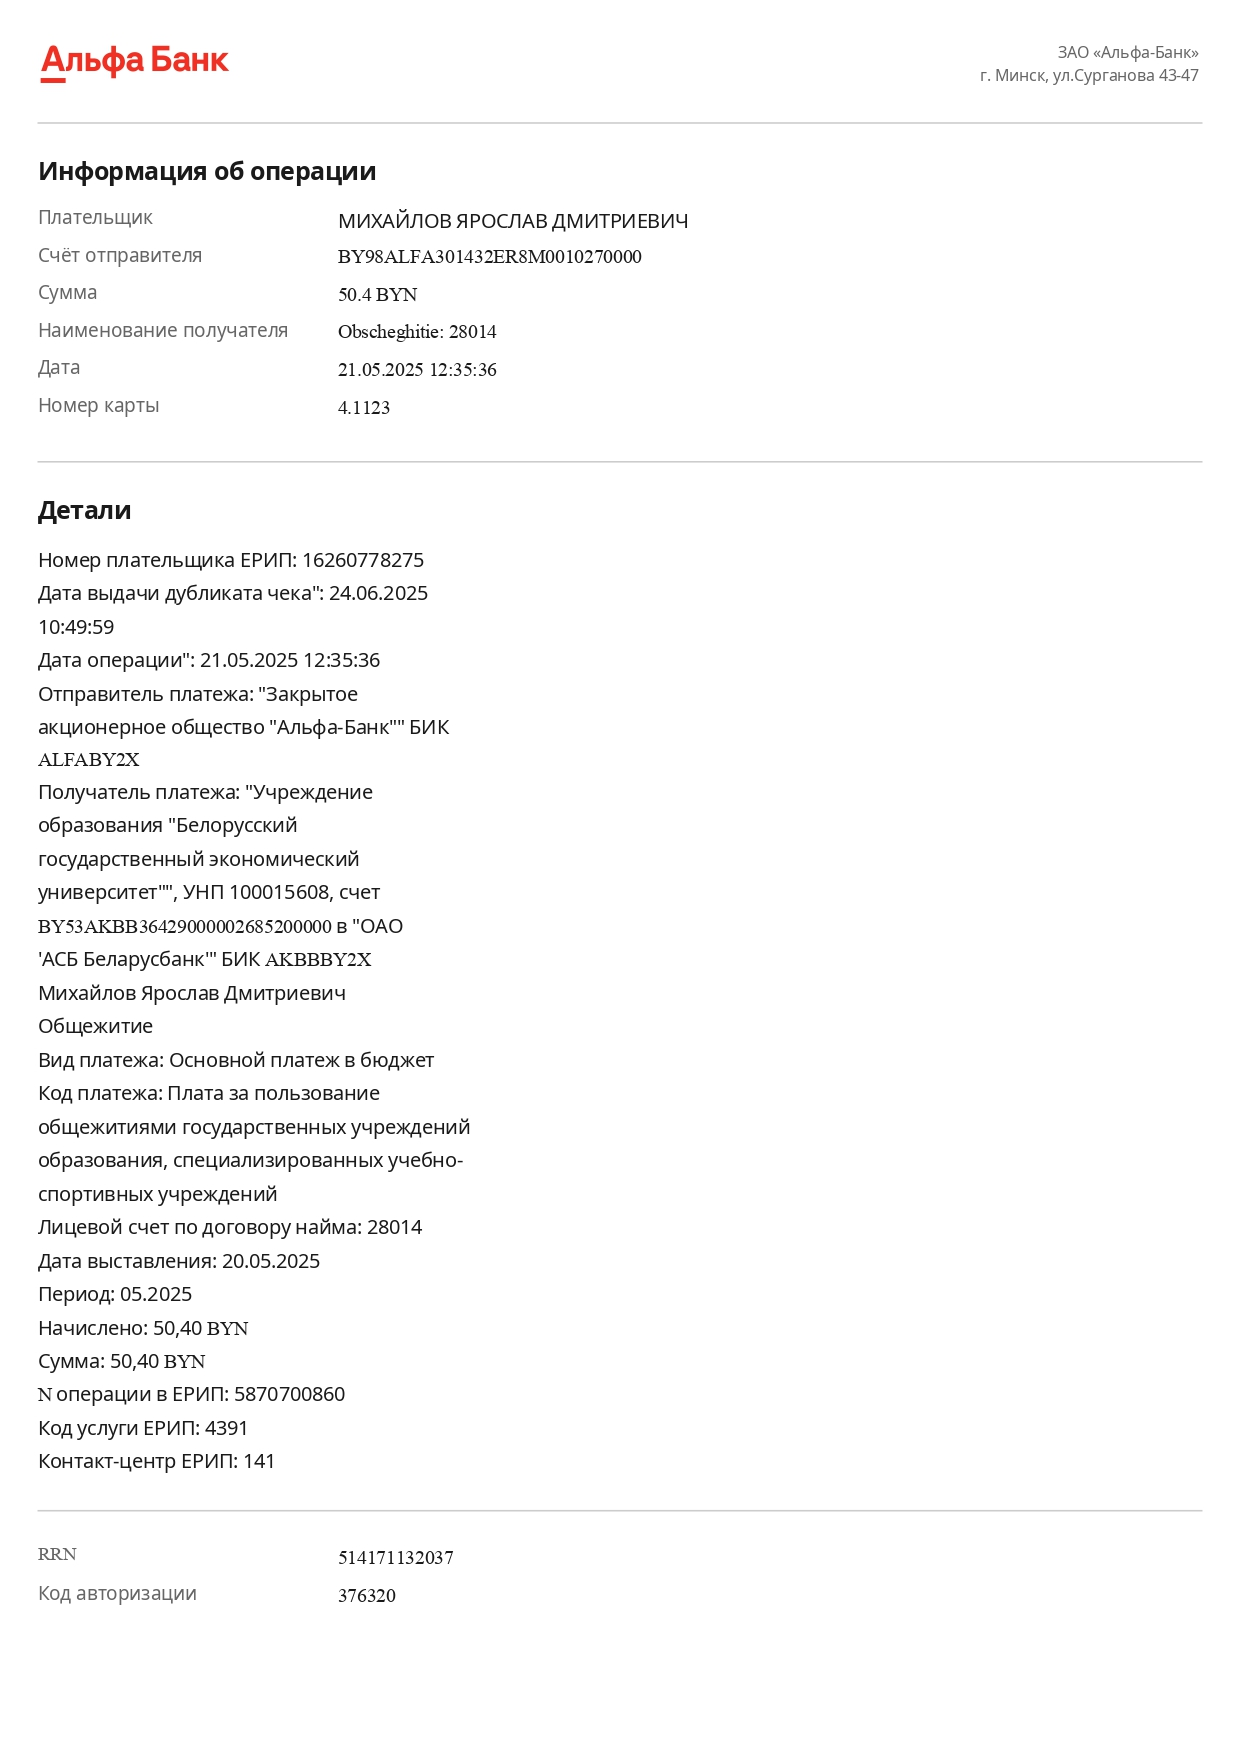 Альфа Банк
ЗАО «Альфа-Банк»
г. Минск, ул.Сурганова 43-47
Информация об операции
Плательщик МИХАЙЛОВ ЯРОСЛАВ ДМИТРИЕВИЧ
Счёт отправителя BY98ALFA301432ER8M0010270000
Сумма 50.4 BYN
Наименование получателя Obscheghitie: 28014
Дата 21.05.2025 12:35:36
Номер карты 4.1123
Детали
Номер плательщика ЕРИП: 16260778275
Дата выдачи дубликата чека": 24.06.2025
10:49:59
Дата операции": 21.05.2025 12:35:36
Отправитель платежа: "Закрытое
акционерное общество "Альфа-Банк"" БИК
ALFABY2X
Получатель платежа: "Учреждение
образования "Белорусский
государственный экономический
университет"", УНП 100015608, счет
BY53AKBB36429000002685200000 в "ОАО
'АСБ Беларусбанк'" БИК AKBBBY2X
Михайлов Ярослав Дмитриевич
Общежитие
Вид платежа: Основной платеж в бюджет
Код платежа: Плата за пользование
общежитиями государственных учреждений
образования, специализированных учебно-
спортивных учреждений
Лицевой счет по договору найма: 28014
Дата выставления: 20.05.2025
Период: 05.2025
Начислено: 50,40 BYN
Сумма: 50,40 BYN
N операции в ЕРИП: 5870700860
Код услуги ЕРИП: 4391
Контакт-центр ЕРИП: 141
RRN 514171132037
Код авторизации 376320